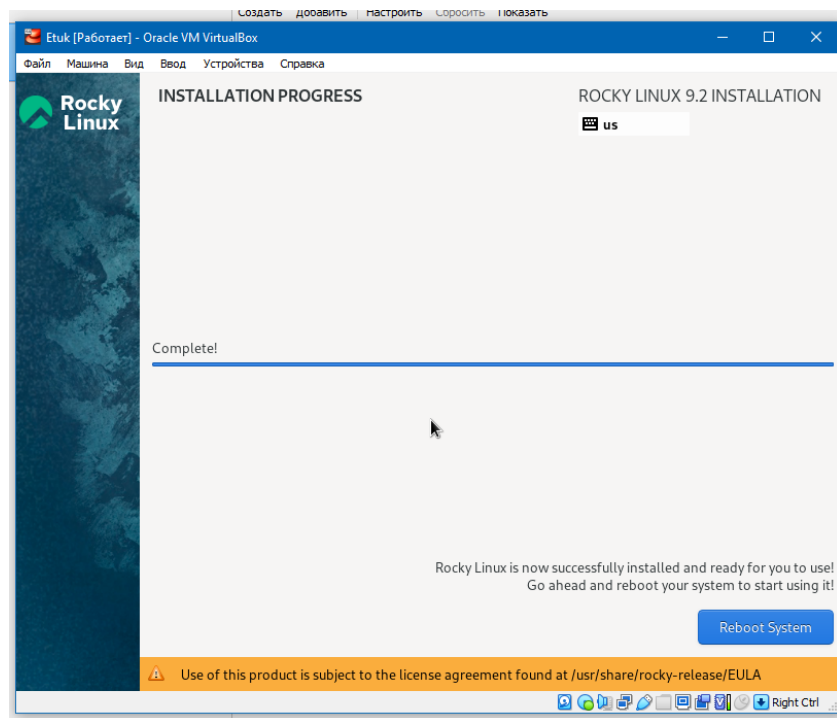 Создать Добавить Настроить Сбросить Показать
Etuk [Работает] - Oracle VM VirtualBox
Файл Машина Вид Ввод Устройства Справка
Rocky
Linux
INSTALLATION PROGRESS
ROCKY LINUX 9.2 INSTALLATION
us
Complete!
Rocky Linux is now successfully installed and ready for you to use!
Go ahead and reboot your system to start using it!
Reboot System
Use of this product is subject to the license agreement found at /usr/share/rocky-release/EULA
Right Ctrl